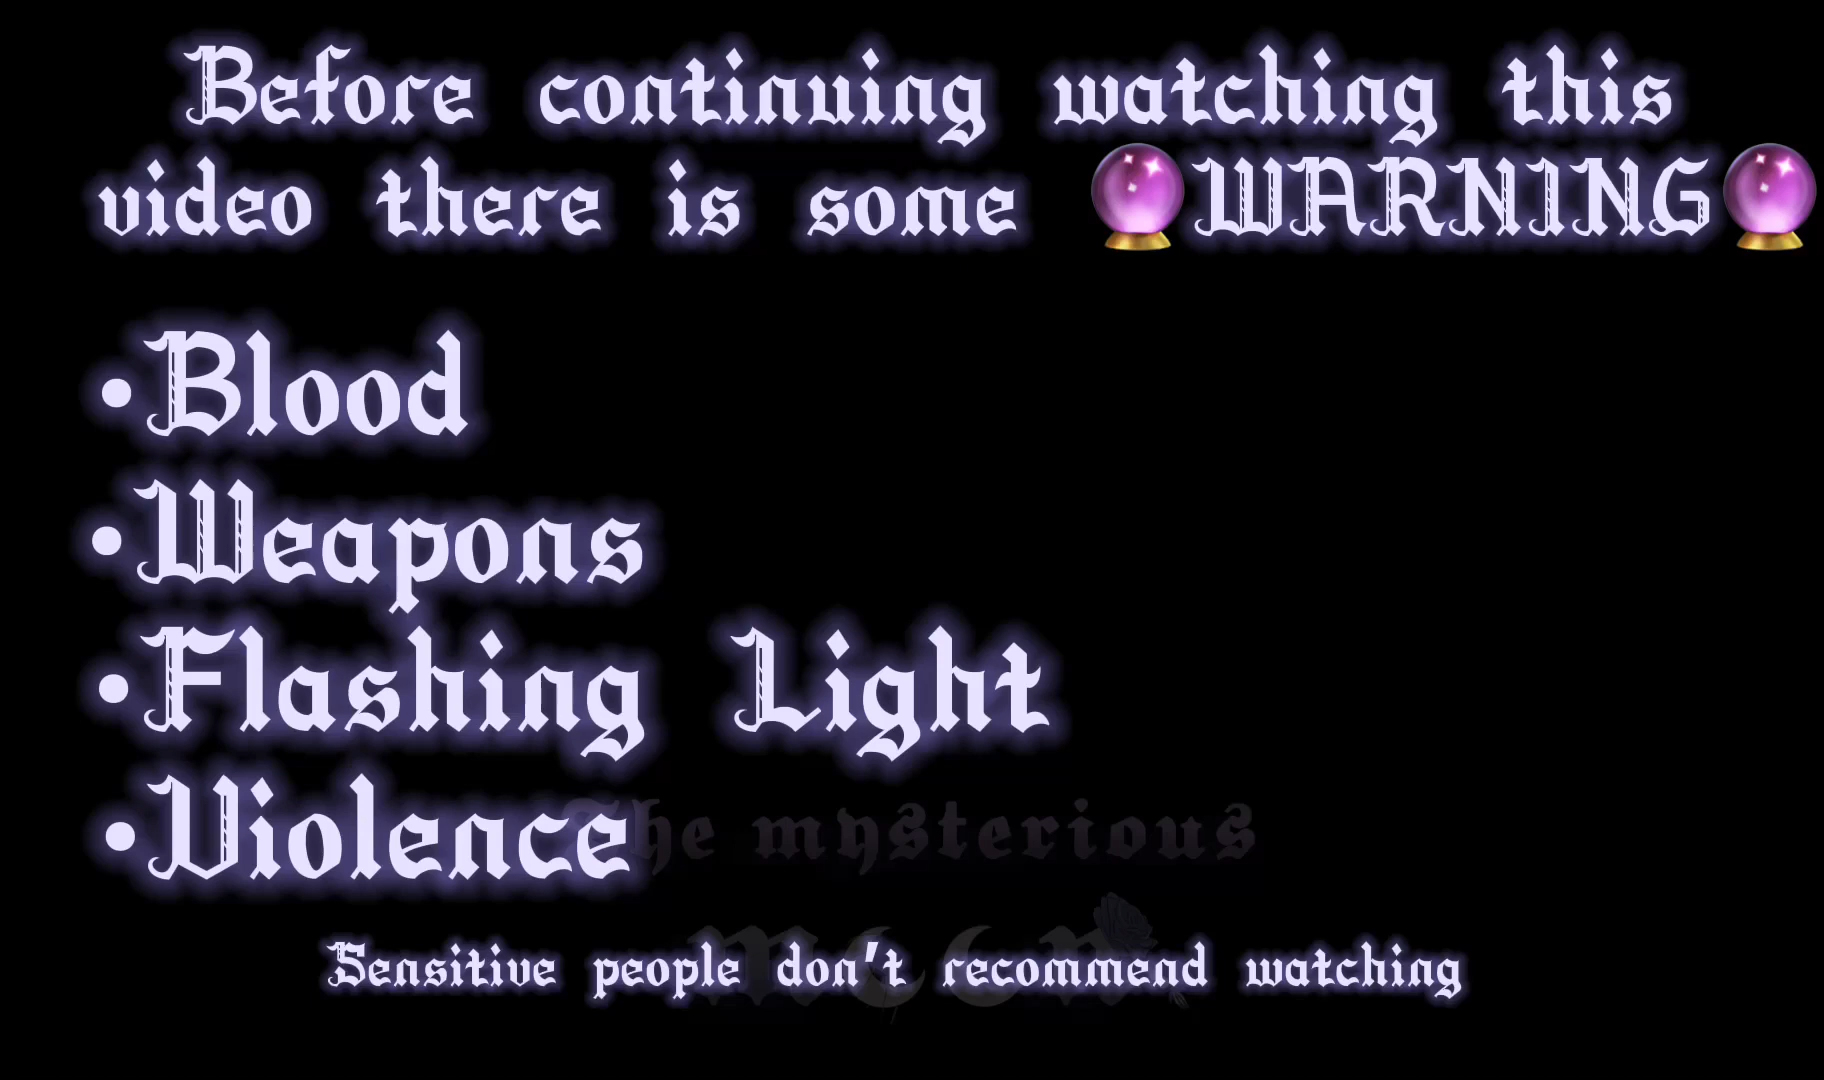 Before continuing watching this
video there is some 🔮WARNING🔮
•Blood
•Weapons
•Flashing Light
•Violence
The mysterious
moon
Sensitive people don't recommend watching